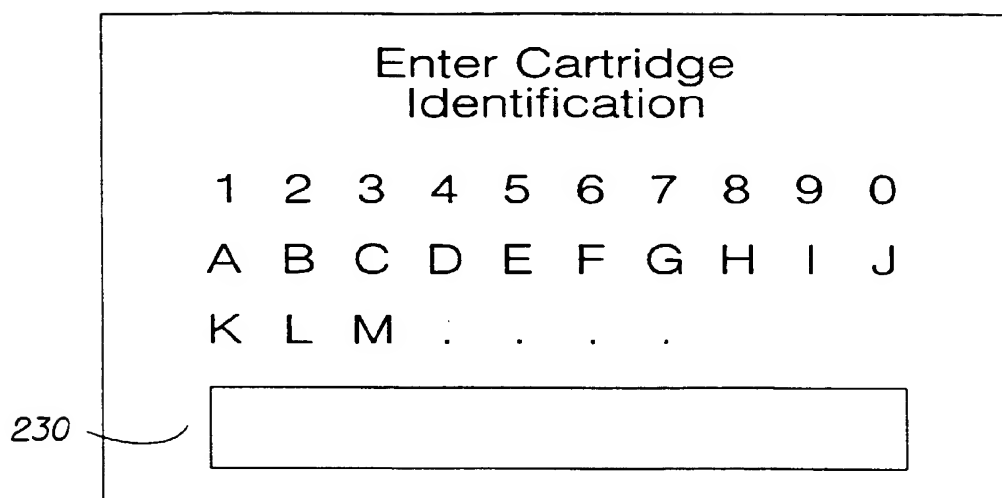 Enter Cartridge
Identification
1 2 3 4 5 6 7 8 9 0
A B C D E F G H I J
K L M . . . .
230